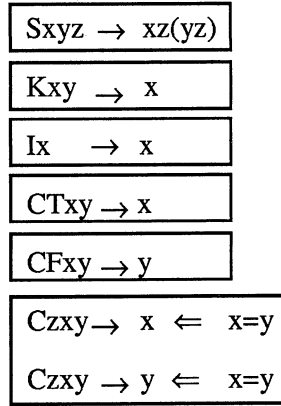 Sxyz → xz(yz)
Kxy → x
Ix → x
CTxy → x
CFxy → y
Czxy → x ⇐ x=y
Czxy → y ⇐ x=y